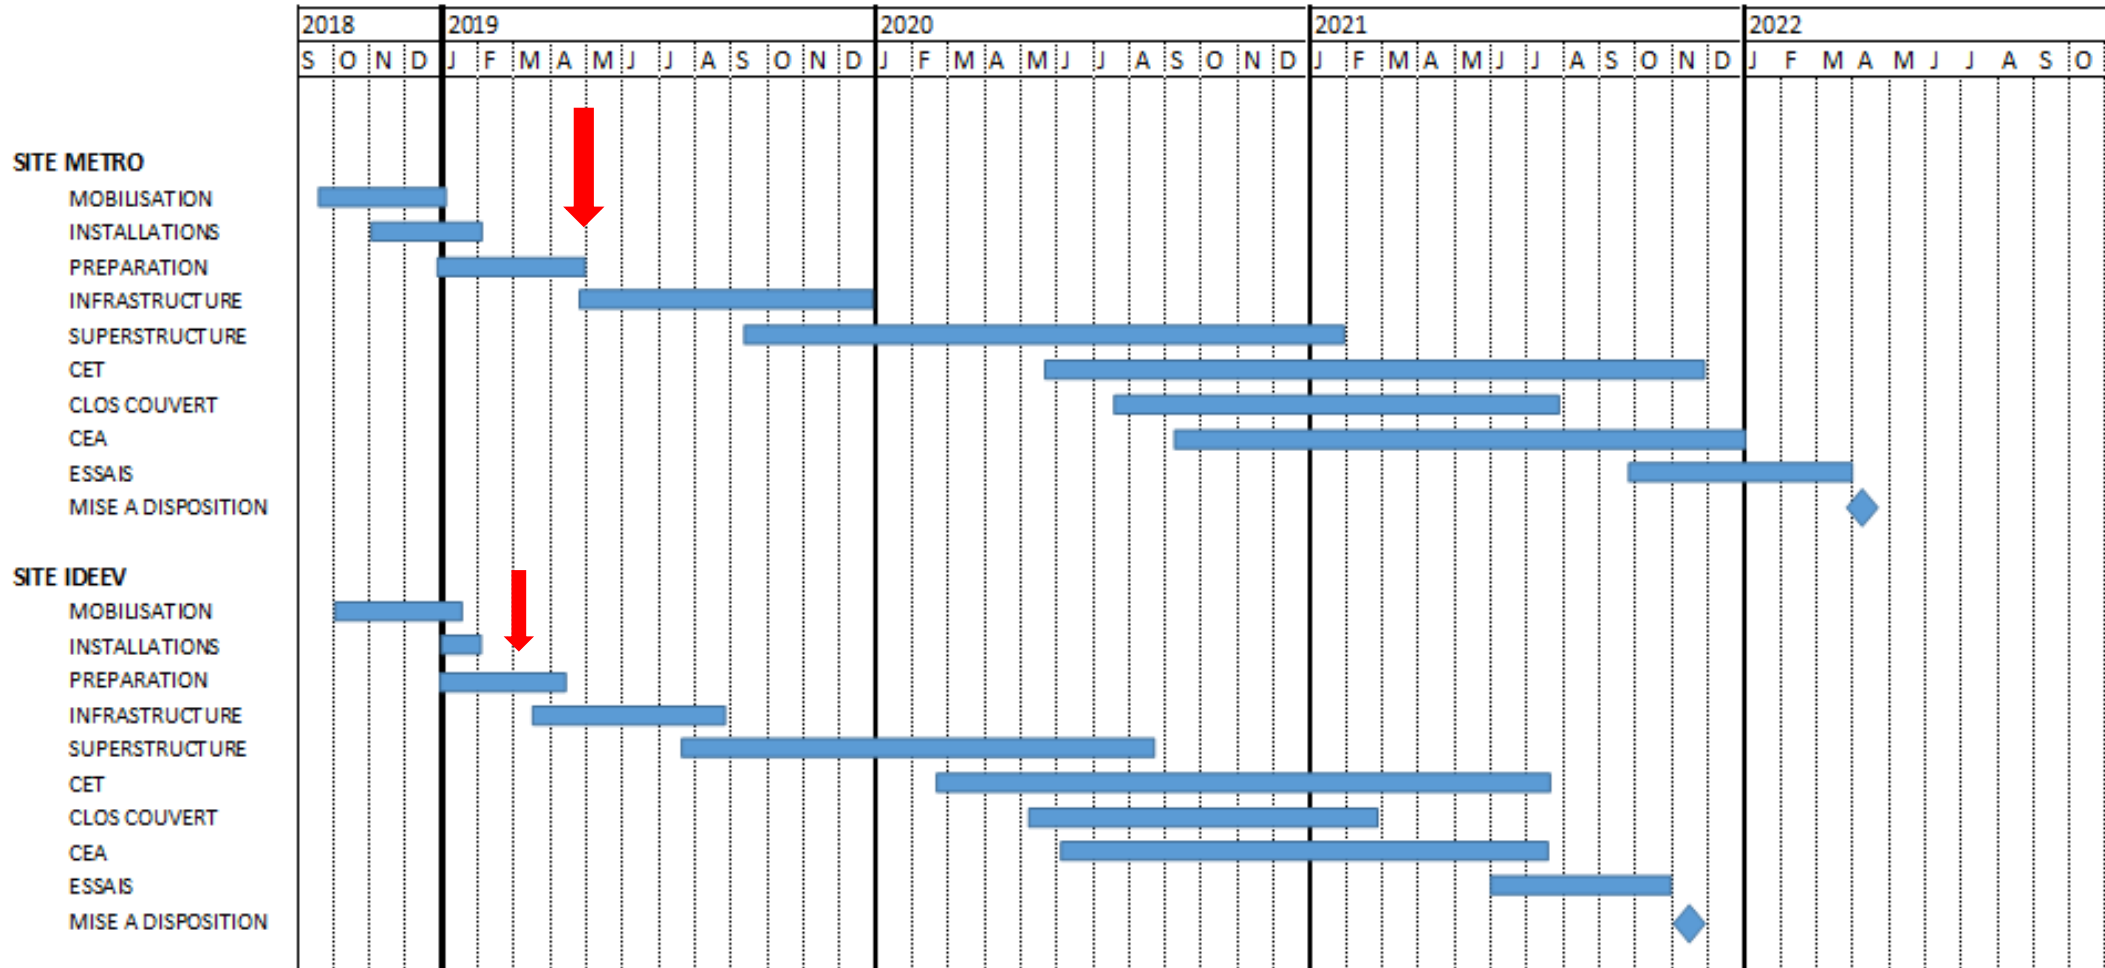 2018 2019 2020 2021 2022
S O N D J F M A M J J A S O N D J F M A M J J A S O N D J F M A M J J A S O N D J F M A M J J A S O
SITE METRO
MOBILISATION
INSTALLATIONS
PREPARATION
INFRASTRUCTURE
SUPERSTRUCTURE
CET
CLOS COUVERT
CEA
ESSAIS
MISE A DISPOSITION
SITE IDEEV
MOBILISATION
INSTALLATIONS
PREPARATION
INFRASTRUCTURE
SUPERSTRUCTURE
CET
CLOS COUVERT
CEA
ESSAIS
MISE A DISPOSITION